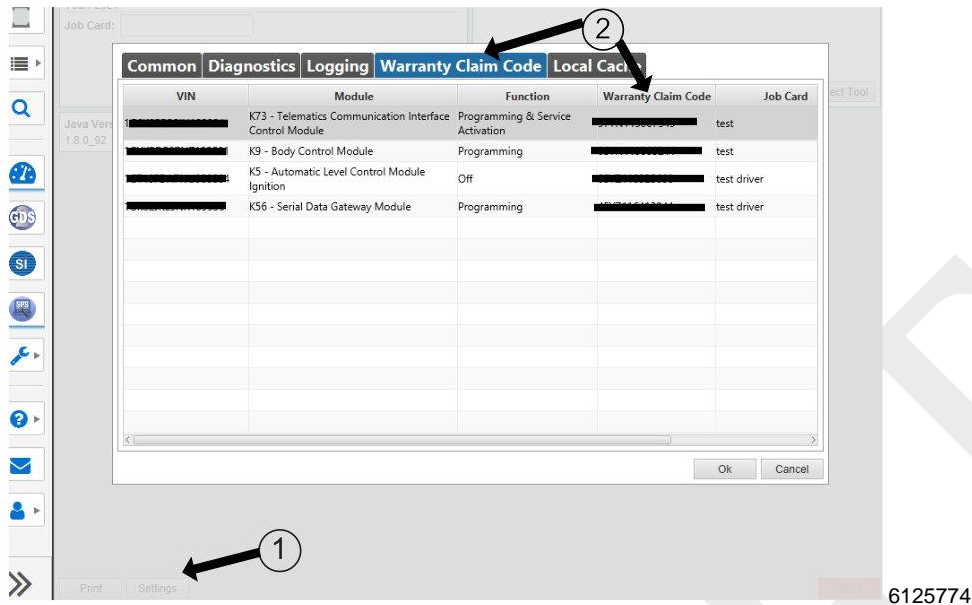 Job Card:
2
Common Diagnostics Logging Warranty Claim Code Local Cache
VIN Module Function Warranty Claim Code Job Card
ect Tool
K73 - Telematics Communication Interface Control Module Programming & Service Activation test
Java Vers
1.8.0_92
K9 - Body Control Module Programming test
K5 - Automatic Level Control Module Ignition Off test driver
K56 - Serial Data Gateway Module Programming test driver
GDS
SI
SPS
Ok Cancel
1
Print Settings
6125774